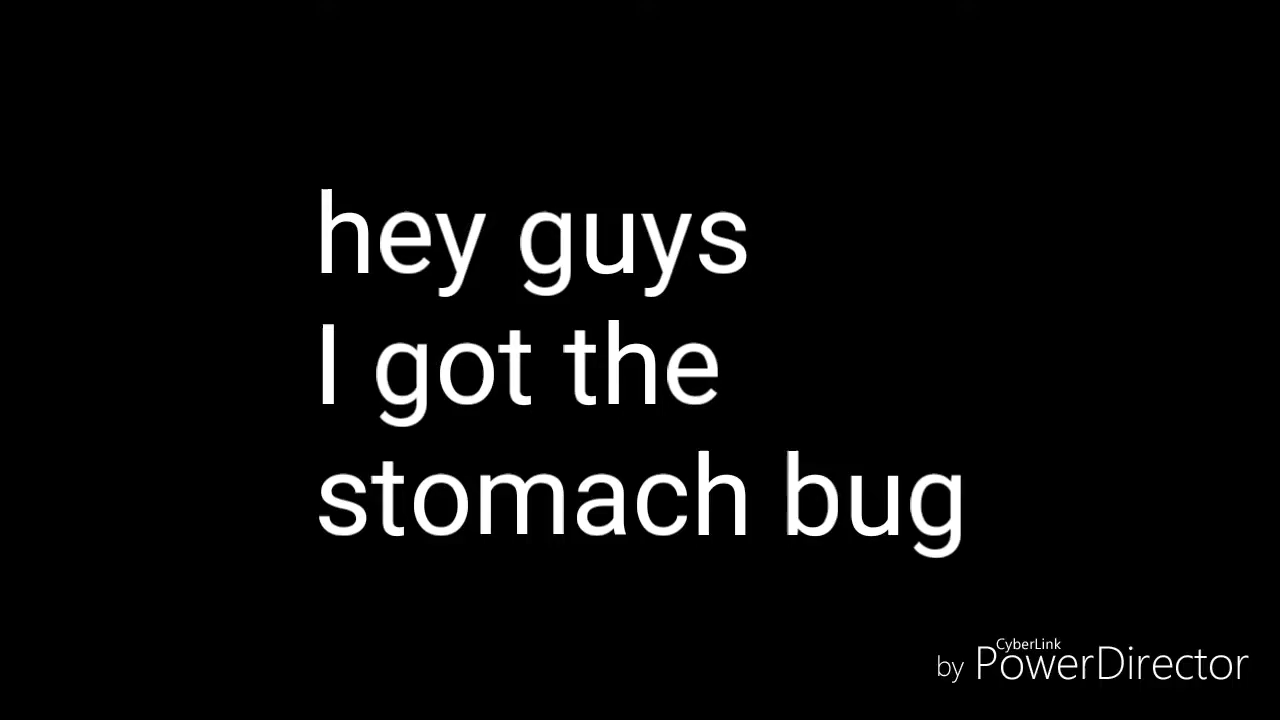 hey guys
I got the
stomach bug
CyberLink
by PowerDirector